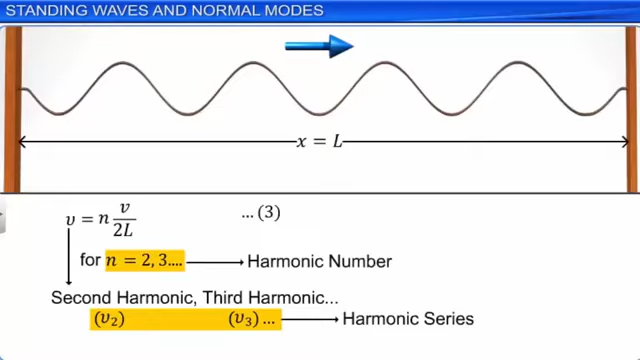 STANDING WAVES AND NORMAL MODES
x = L
υ = n v/2L ... (3)
for n = 2, 3.... Harmonic Number
Second Harmonic, Third Harmonic...
(υ₂) (υ₃) ... Harmonic Series